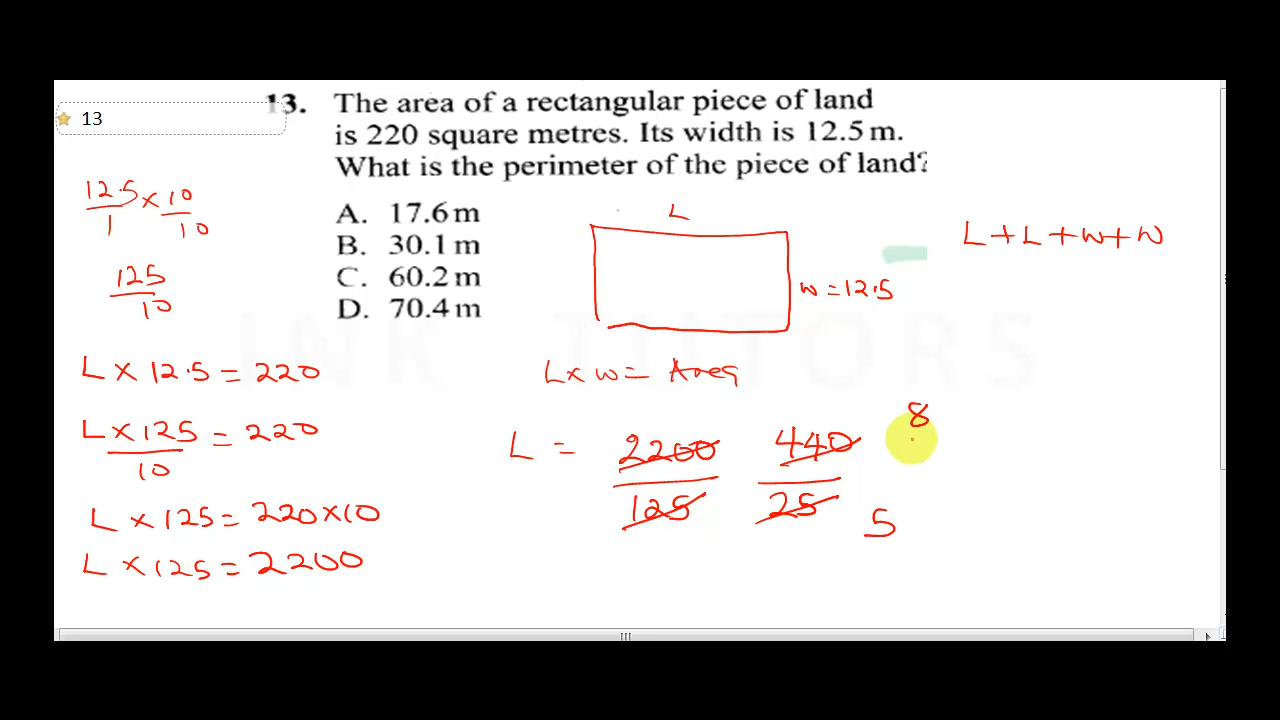 13
13. The area of a rectangular piece of land
is 220 square metres. Its width is 12.5 m.
What is the perimeter of the piece of land?
A. 17.6 m
B. 30.1 m
C. 60.2 m
D. 70.4 m
12.5/1 × 10/10
125/10
L × 12.5 = 220
L × 125/10 = 220
L × 125 = 220 × 10
L × 125 = 2200
L
W = 12.5
L + L + W + W
L × W = Area
L = 2200/125 440/25 8
5
INK TUTORS